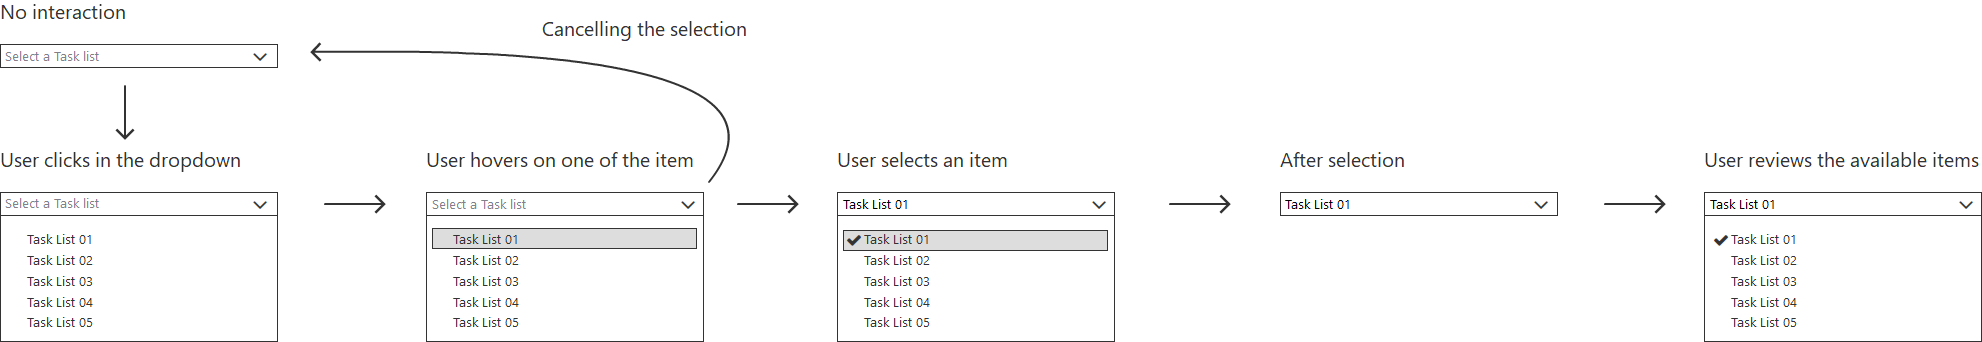 No interaction
Select a Task list
Cancelling the selection
User clicks in the dropdown
Select a Task list
Task List 01
Task List 02
Task List 03
Task List 04
Task List 05
User hovers on one of the item
Select a Task list
Task List 01
Task List 02
Task List 03
Task List 04
Task List 05
User selects an item
Task List 01
Task List 01
Task List 02
Task List 03
Task List 04
Task List 05
After selection
Task List 01
User reviews the available items
Task List 01
Task List 01
Task List 02
Task List 03
Task List 04
Task List 05